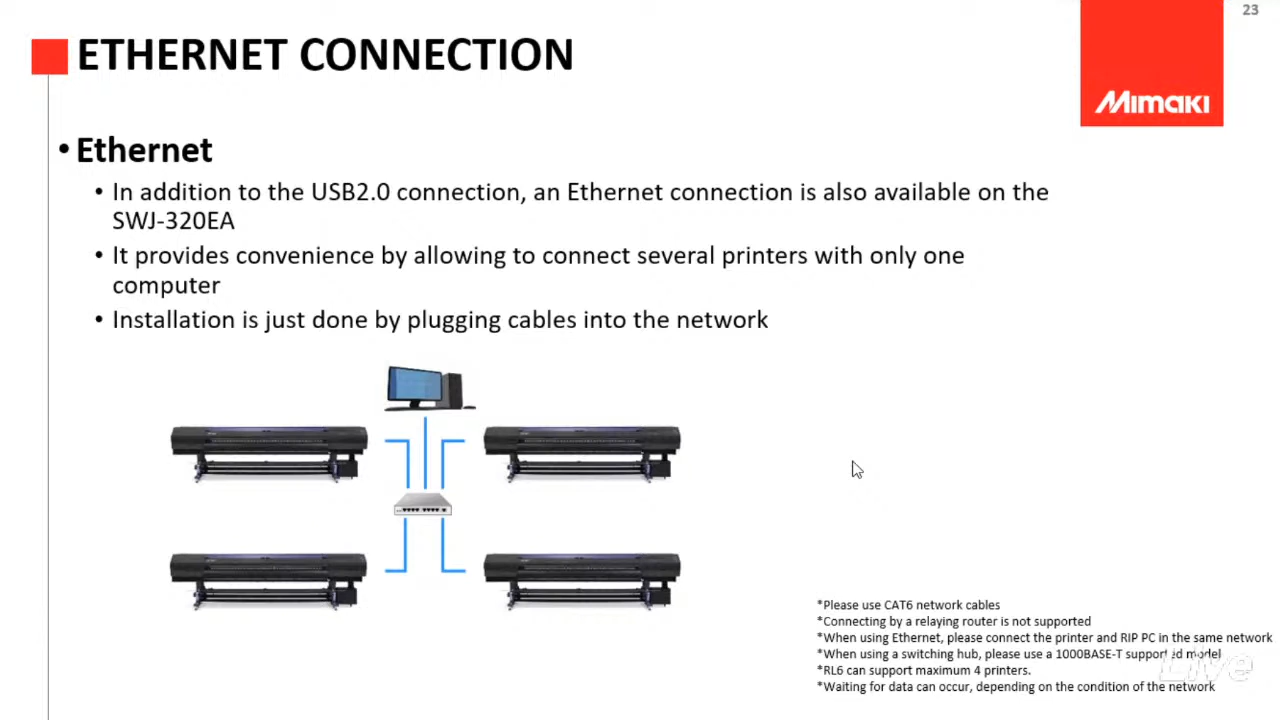 23
ETHERNET CONNECTION
Mimaki
• Ethernet
• In addition to the USB2.0 connection, an Ethernet connection is also available on the
SWJ-320EA
• It provides convenience by allowing to connect several printers with only one
computer
• Installation is just done by plugging cables into the network
*Please use CAT6 network cables
*Connecting by a relaying router is not supported
*When using Ethernet, please connect the printer and RIP PC in the same network
*When using a switching hub, please use a 1000BASE-T supported model
*RL6 can support maximum 4 printers.
*Waiting for data can occur, depending on the condition of the network
Live